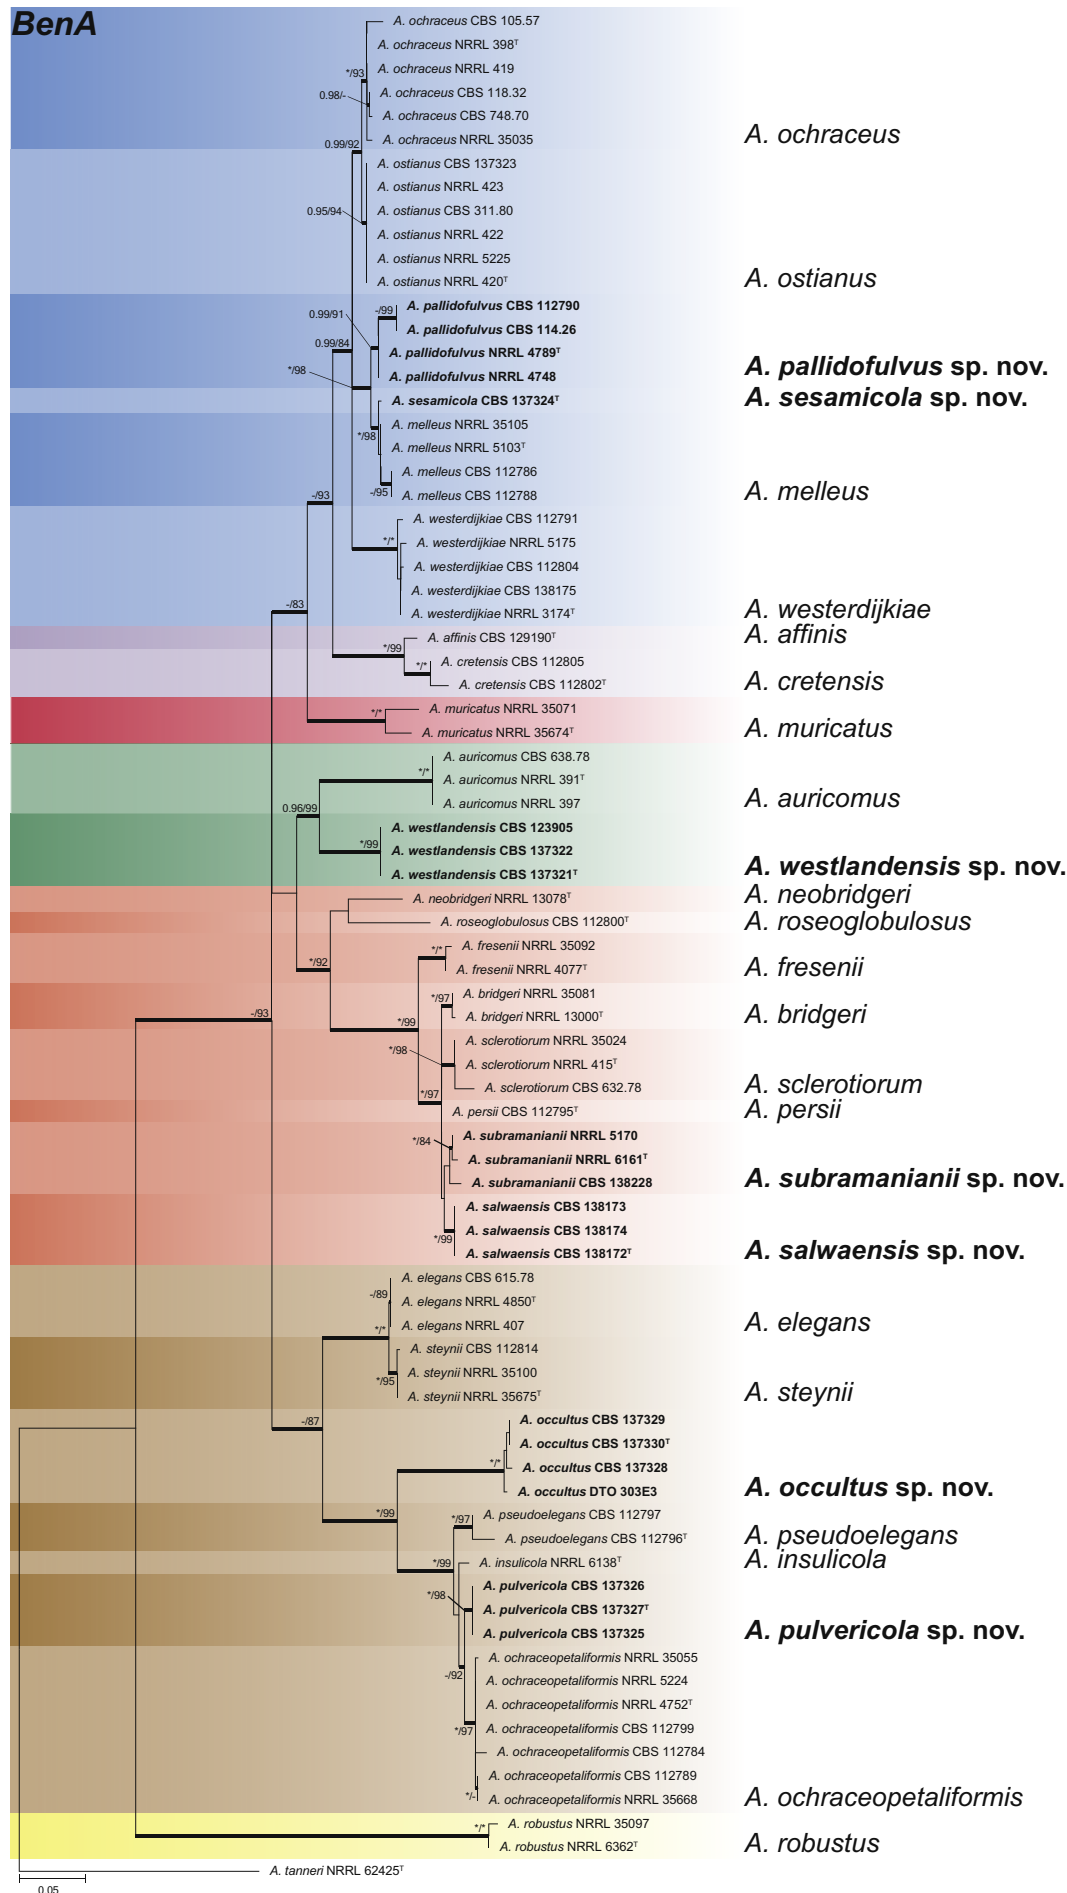 BenA
A. ochraceus CBS 105.57
A. ochraceus NRRL 398ᵀ
A. ochraceus NRRL 419
*/93
A. ochraceus CBS 118.32
0.98/-
A. ochraceus CBS 748.70
A. ochraceus NRRL 35035
A. ochraceus
0.99/92
A. ostianus CBS 137323
A. ostianus NRRL 423
A. ostianus CBS 311.80
0.95/94
A. ostianus NRRL 422
A. ostianus NRRL 5225
A. ostianus NRRL 420ᵀ
A. ostianus
A. pallidofulvus CBS 112790
-/99
0.99/91
A. pallidofulvus CBS 114.26
0.99/84
A. pallidofulvus NRRL 4789ᵀ
A. pallidofulvus sp. nov.
*/98
A. pallidofulvus NRRL 4748
A. sesamicola CBS 137324ᵀ
A. sesamicola sp. nov.
A. melleus NRRL 35105
*/98
A. melleus NRRL 5103ᵀ
A. melleus CBS 112786
-/95
A. melleus CBS 112788
A. melleus
-/93
A. westerdijkiae CBS 112791
A. westerdijkiae NRRL 5175
*/*
A. westerdijkiae CBS 112804
A. westerdijkiae CBS 138175
-/83
A. westerdijkiae NRRL 3174ᵀ
A. westerdijkiae
A. affinis CBS 129190ᵀ
A. affinis
*/99
A. cretensis CBS 112805
*/*
A. cretensis CBS 112802ᵀ
A. cretensis
A. muricatus NRRL 35071
*/*
A. muricatus NRRL 35674ᵀ
A. muricatus
A. auricomus CBS 638.78
*/*
A. auricomus NRRL 391ᵀ
A. auricomus NRRL 397
A. auricomus
0.96/99
A. westlandensis CBS 123905
*/99
A. westlandensis CBS 137322
A. westlandensis CBS 137321ᵀ
A. westlandensis sp. nov.
A. neobridgeri NRRL 13078ᵀ
A. neobridgeri
A. roseoglobulosus CBS 112800ᵀ
A. roseoglobulosus
A. fresenii NRRL 35092
*/*
*/92
A. fresenii NRRL 4077ᵀ
A. fresenii
A. bridgeri NRRL 35081
*/97
A. bridgeri NRRL 13000ᵀ
A. bridgeri
-/93
*/99
A. sclerotiorum NRRL 35024
*/98
A. sclerotiorum NRRL 415ᵀ
A. sclerotiorum CBS 632.78
A. sclerotiorum
*/97
A. persii CBS 112795ᵀ
A. persii
A. subramanianii NRRL 5170
*/84
A. subramanianii NRRL 6161ᵀ
A. subramanianii CBS 138228
A. subramanianii sp. nov.
A. salwaensis CBS 138173
A. salwaensis CBS 138174
*/99
A. salwaensis CBS 138172ᵀ
A. salwaensis sp. nov.
A. elegans CBS 615.78
-/89
A. elegans NRRL 4850ᵀ
A. elegans NRRL 407
A. elegans
*/*
A. steynii CBS 112814
A. steynii NRRL 35100
*/95
A. steynii NRRL 35675ᵀ
A. steynii
-/87
A. occultus CBS 137329
A. occultus CBS 137330ᵀ
*/*
A. occultus CBS 137328
A. occultus DTO 303E3
A. occultus sp. nov.
*/99
A. pseudoelegans CBS 112797
*/97
A. pseudoelegans CBS 112796ᵀ
A. pseudoelegans
*/99
A. insulicola NRRL 6138ᵀ
A. insulicola
A. pulvericola CBS 137326
*/98
A. pulvericola CBS 137327ᵀ
A. pulvericola CBS 137325
A. pulvericola sp. nov.
A. ochraceopetaliformis NRRL 35055
-/92
A. ochraceopetaliformis NRRL 5224
A. ochraceopetaliformis NRRL 4752ᵀ
*/97
A. ochraceopetaliformis CBS 112799
A. ochraceopetaliformis CBS 112784
A. ochraceopetaliformis CBS 112789
*/-
A. ochraceopetaliformis NRRL 35668
A. ochraceopetaliformis
A. robustus NRRL 35097
*/*
A. robustus NRRL 6362ᵀ
A. robustus
A. tanneri NRRL 62425ᵀ
0.05